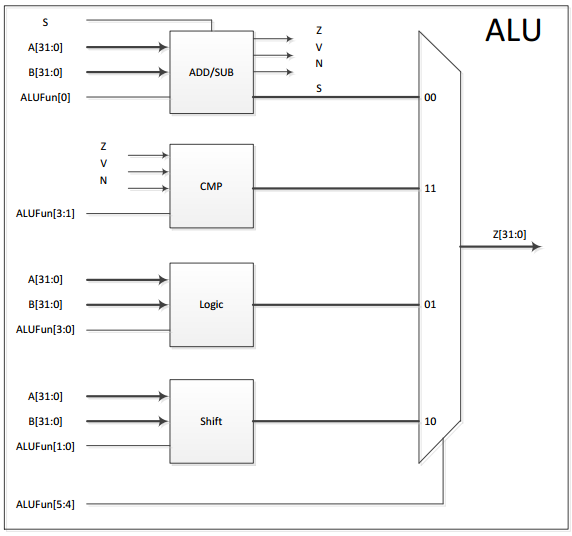 ALU
S
A[31:0]
B[31:0]
ALUFun[0]
ADD/SUB
Z
V
N
S
00
Z
V
N
ALUFun[3:1]
CMP
11
Z[31:0]
A[31:0]
B[31:0]
ALUFun[3:0]
Logic
01
A[31:0]
B[31:0]
ALUFun[1:0]
Shift
10
ALUFun[5:4]